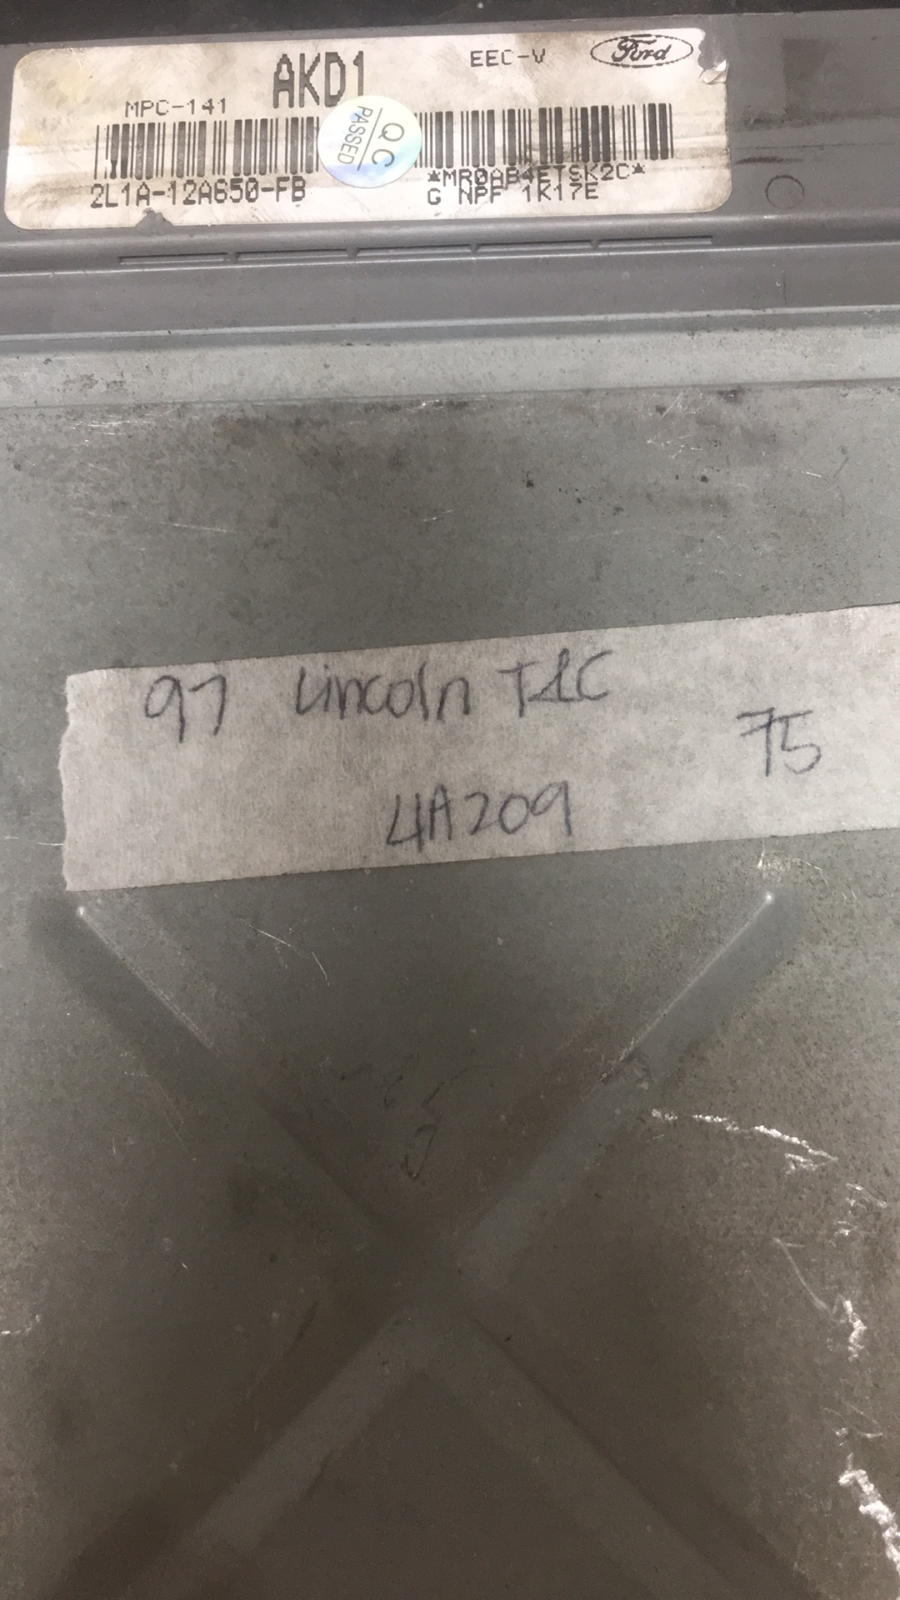 AKD1
EEC-V
Ford
MPC-141
QC
PASSED
2L1A-12A650-FB
*MR0AB4ETSK2C*
G NPF 1K17E
97 Lincoln T&C
75
4A209